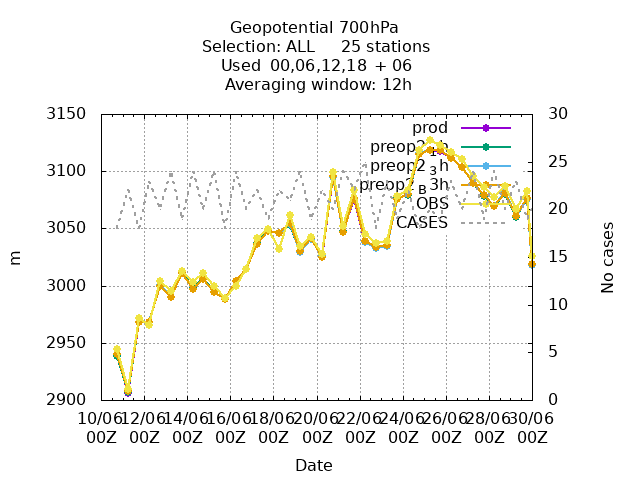 Geopotential 700hPa
Selection: ALL 25 stations
Used 00,06,12,18 + 06
Averaging window: 12h
m
3150
3100
3050
3000
2950
2900
30
25
20
15
10
5
0
No cases
prod
OBS
CASES
10/06 12/06 14/06 16/06 18/06 20/06 22/06 24/06 26/06 28/06 30/06
00Z 00Z 00Z 00Z 00Z 00Z 00Z 00Z 00Z 00Z 00Z
Date